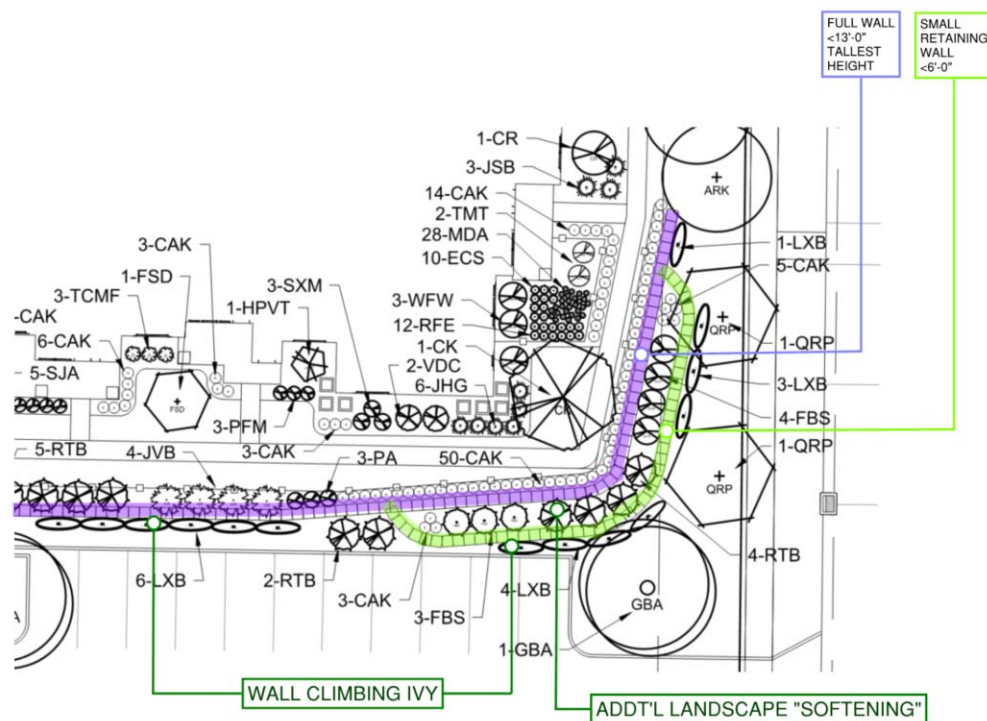 FULL WALL
<13'-0"
TALLEST
HEIGHT
SMALL
RETAINING
WALL
<6'-0"
1-CR
3-JSB
14-CAK
2-TMT
28-MDA
10-ECS
3-WFW
12-RFE
1-CK
2-VDC
6-JHG
ARK
1-LXB
5-CAK
1-QRP
3-LXB
4-FBS
1-QRP
QRP
QRP
3-CAK
1-FSD
3-TCMF
-CAK
6-CAK
5-SJA
3-SXM
1-HPVT
FSD
CK
3-PFM
3-CAK
5-RTB
4-JVB
3-PA
50-CAK
6-LXB
2-RTB
3-CAK
3-FBS
4-LXB
4-RTB
GBA
1-GBA
WALL CLIMBING IVY
ADDT'L LANDSCAPE "SOFTENING"